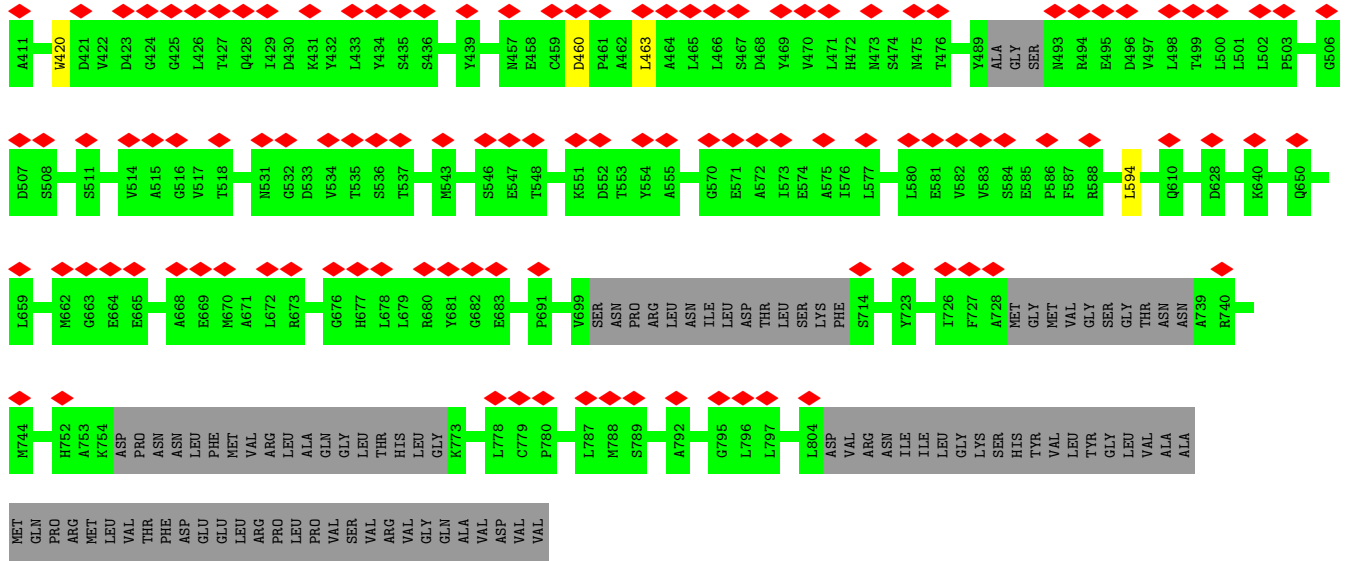 A411 W420 D421 V422 D423 G424 G425 L426 T427 Q428 I429 D430 K431 Y432 L433 Y434 S435 S436 Y439 N457 E458 C459 D460 P461 A462 L463 A464 L465 L466 S467 D468 Y469 V470 L471 H472 N473 S474 N475 T476 Y489 ALA GLY SER N493 R494 E495 D496 V497 L498 T499 L500 L501 L502 P503 G506
D507 S508 S511 V514 A515 G516 V517 T518 N531 G532 D533 V534 T535 S536 T537 M543 S546 E547 T548 K551 D552 T553 Y554 A555 G570 E571 A572 I573 E574 A575 I576 L577 L580 E581 V582 V583 S584 E585 P586 F587 R588 L594 Q610 D628 K640 Q650
L659 M662 G663 E664 E665 A668 E669 M670 A671 L672 R673 G676 H677 L678 L679 R680 Y681 G682 E683 P691 V699 SER ASN PRO ARG LEU ASN ILE LEU ASP THR LEU SER LYS PHE S714 Y723 I726 F727 A728 MET GLY MET VAL GLY SER GLY THR ASN ASN A739 R740
M744 H752 A753 K754 ASP PRO ASN ASN LEU PHE MET VAL ARG LEU ALA GLN GLY LEU THR HIS LEU GLY K773 L778 C779 P780 L787 M788 S789 A792 G795 L796 L797 L804 ASP VAL ARG ASN ILE ILE LEU GLY LYS SER HIS TYR VAL LEU TYR GLY LEU VAL ALA ALA
MET GLN PRO ARG MET LEU VAL THR PHE ASP GLU GLU LEU ARG PRO LEU PRO VAL SER VAL ARG VAL GLY GLN ALA VAL ASP VAL VAL